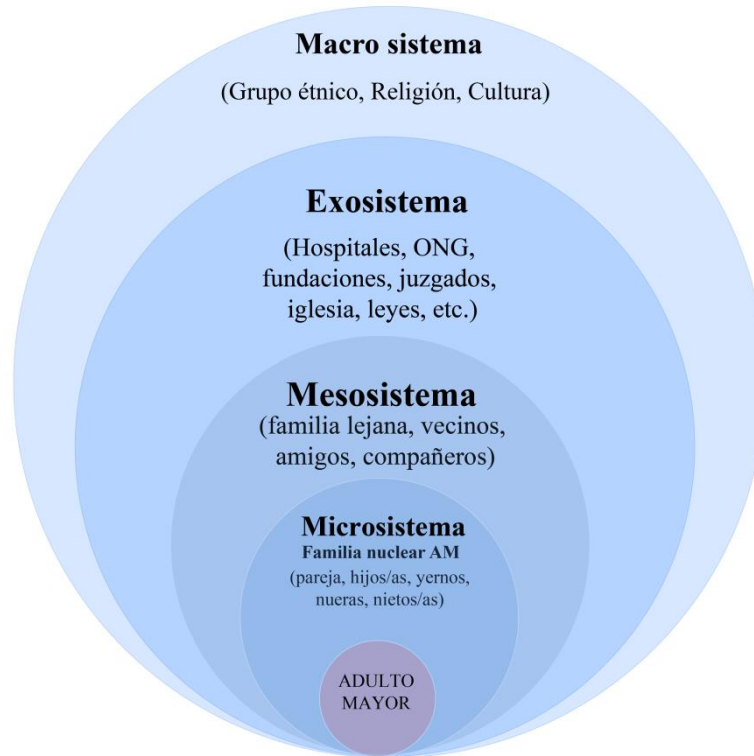 Macro sistema
(Grupo étnico, Religión, Cultura)
Exosistema
(Hospitales, ONG,
fundaciones, juzgados,
iglesia, leyes, etc.)
Mesosistema
(familia lejana, vecinos,
amigos, compañeros)
Microsistema
Familia nuclear AM
(pareja, hijos/as, yernos,
nueras, nietos/as)
ADULTO
MAYOR